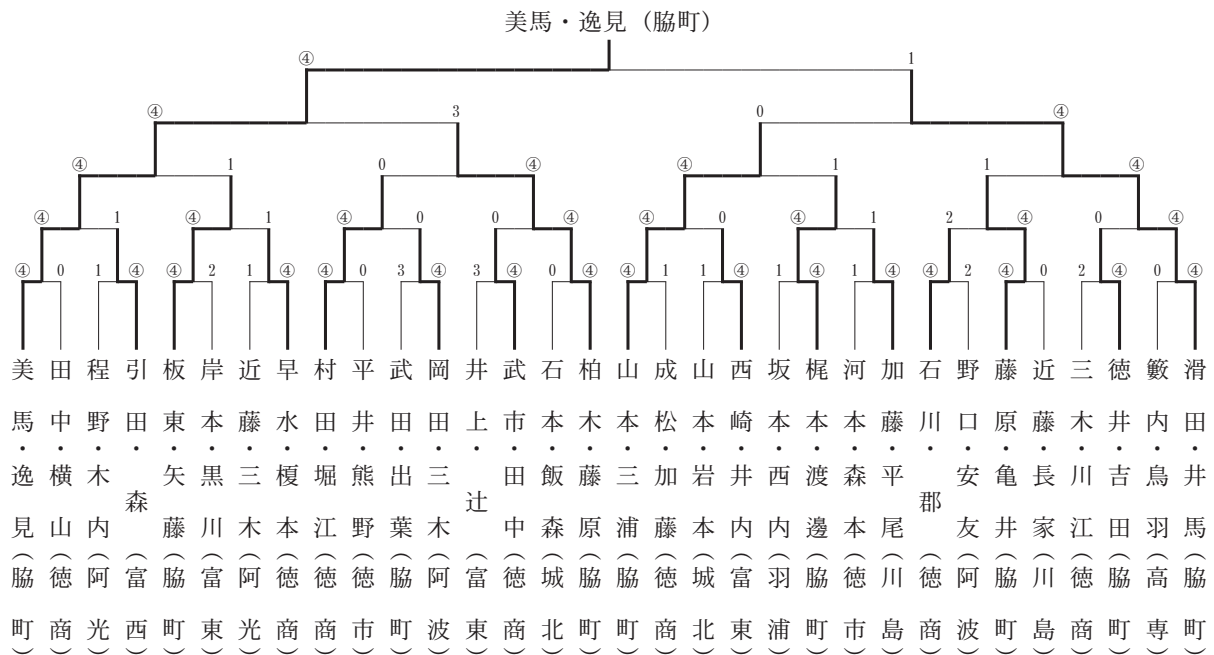 美馬・逸見（脇町）
④ 1
④ 3 0 ④
④ 1 0 ④ ④ 1 1 ④
④ 1 ④ 1 ④ 0 0 ④ ④ 0 ④ 1 2 ④ 0 ④
④ 0 1 ④ ④ 2 1 ④ ④ 0 3 ④ 3 ④ 0 ④ ④ 1 1 ④ 1 ④ 1 ④ ④ 2 ④ 0 2 ④ 0 ④
美馬・逸見（脇町）
田中・横山（徳商）
程野・木内（阿光）
引田・森（富西）
板東・矢藤（脇町）
岸本・黒川（富東）
近藤・三木（阿光）
早水・榎本（徳商）
村田・堀江（徳商）
平井・熊野（徳市）
武田・出葉（脇町）
岡田・三木（阿波）
井上・辻（富東）
武市・田中（徳商）
石本・飯森（城北）
柏木・藤原（脇町）
山本・三浦（脇町）
成松・加藤（徳商）
山本・岩本（城北）
西崎・井内（富東）
坂本・西内（羽浦）
梶本・渡邊（脇町）
河本・森本（徳市）
加藤・平尾（川島）
石川・郡（徳商）
野口・安友（阿波）
藤原・亀井（脇町）
近藤・長家（川島）
三木・川江（徳商）
徳井・吉田（脇町）
籔内・鳥羽（高専）
滑田・井馬（脇町）